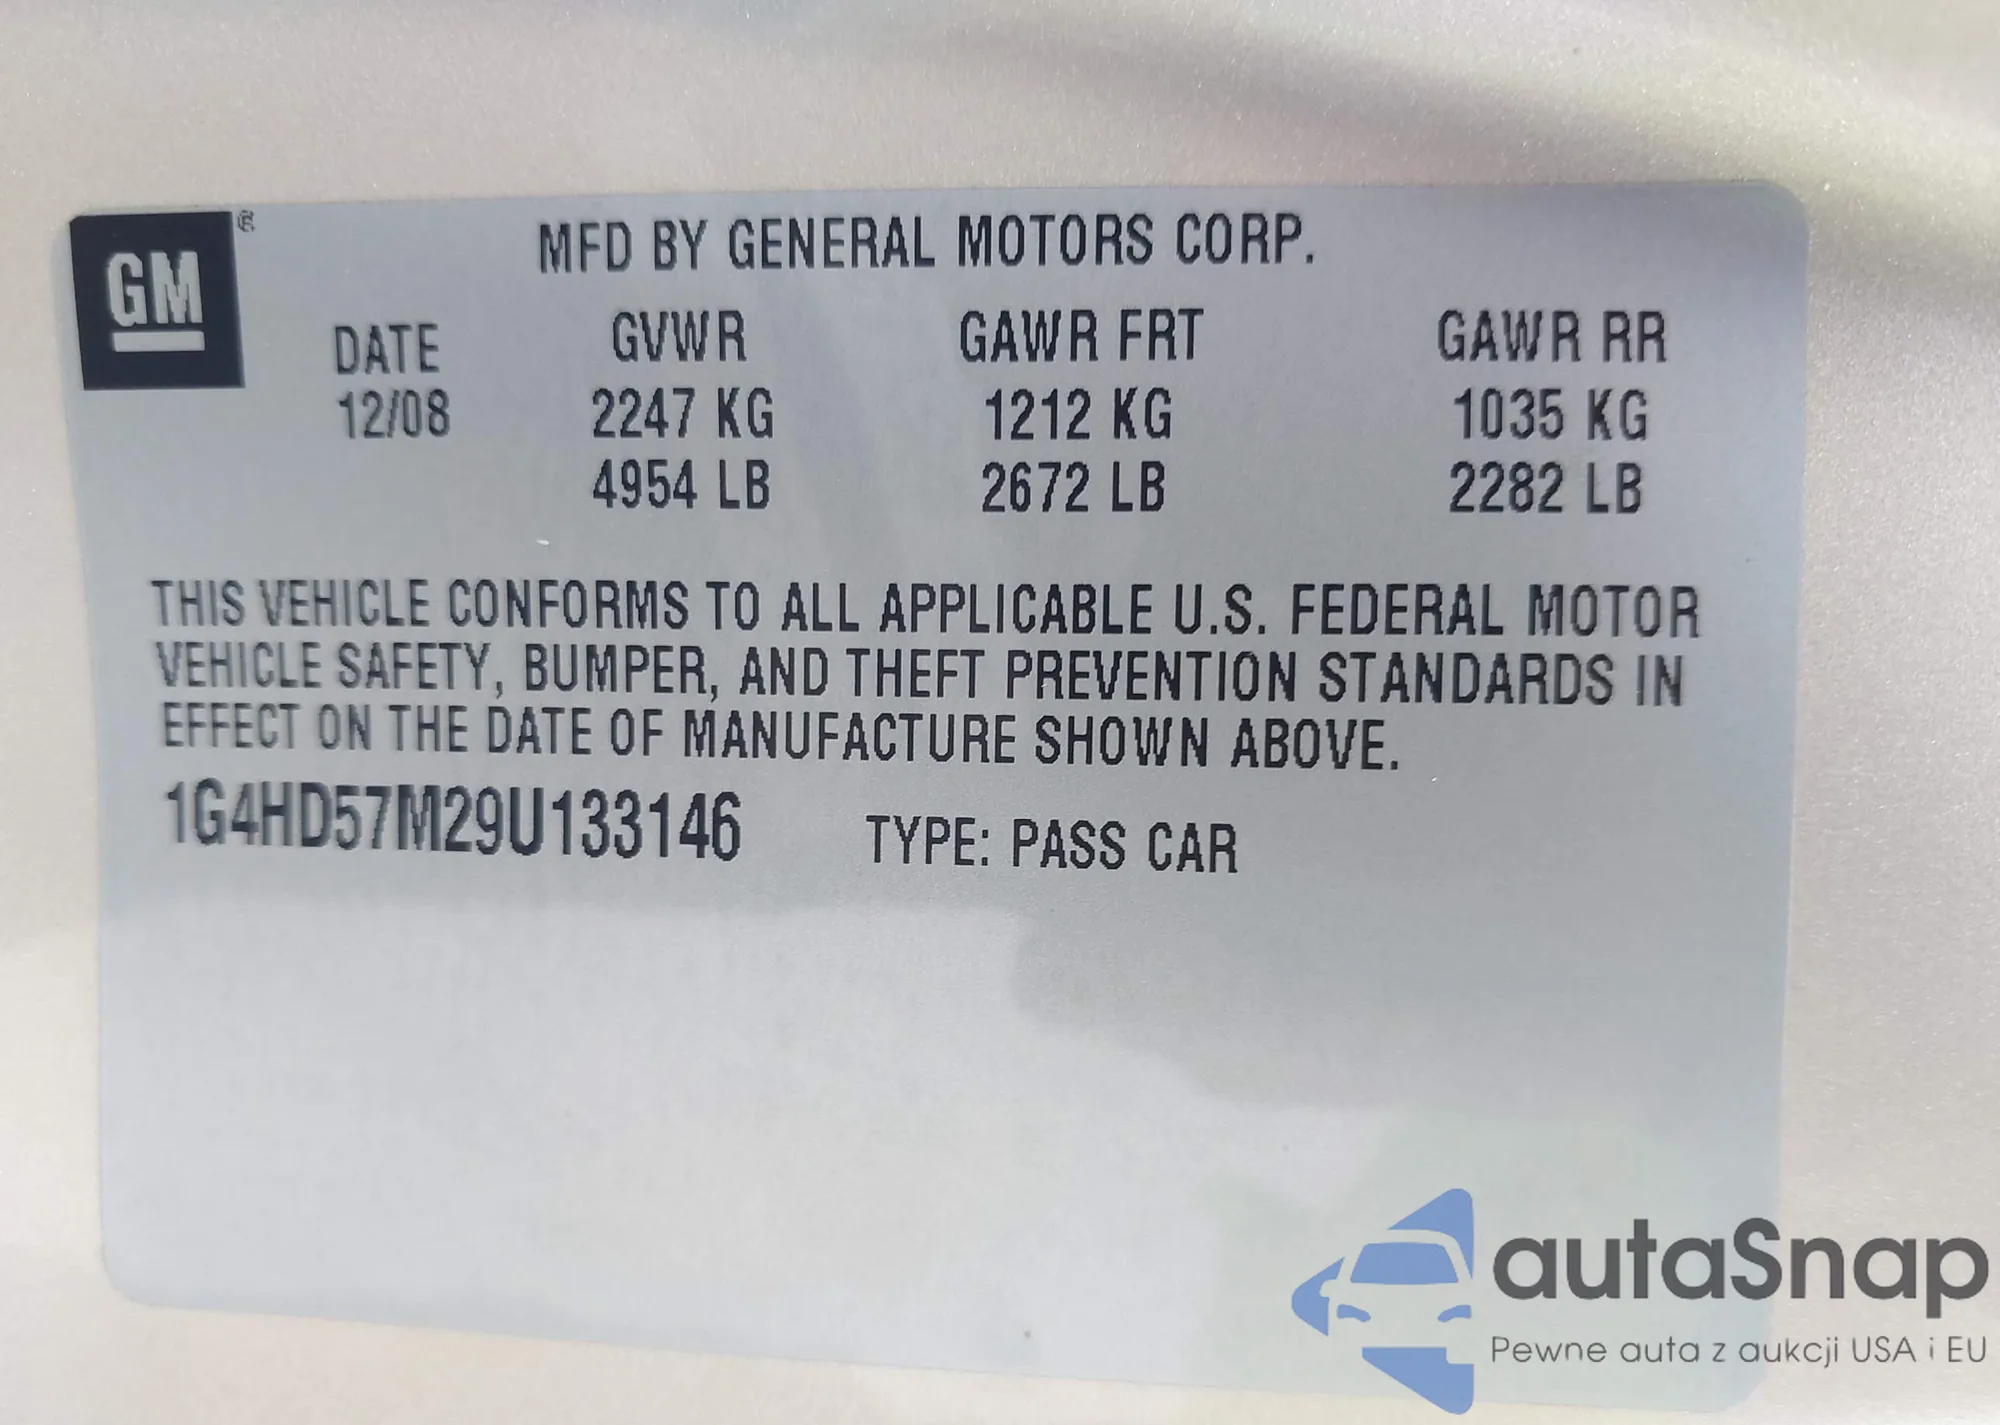 GM
MFD BY GENERAL MOTORS CORP.
DATE GVWR GAWR FRT GAWR RR
12/08 2247 KG 1212 KG 1035 KG
4954 LB 2672 LB 2282 LB
THIS VEHICLE CONFORMS TO ALL APPLICABLE U.S. FEDERAL MOTOR
VEHICLE SAFETY, BUMPER, AND THEFT PREVENTION STANDARDS IN
EFFECT ON THE DATE OF MANUFACTURE SHOWN ABOVE.
1G4HD57M29U133146 TYPE: PASS CAR
autaSnap
Pewne auta z aukcji USA i EU